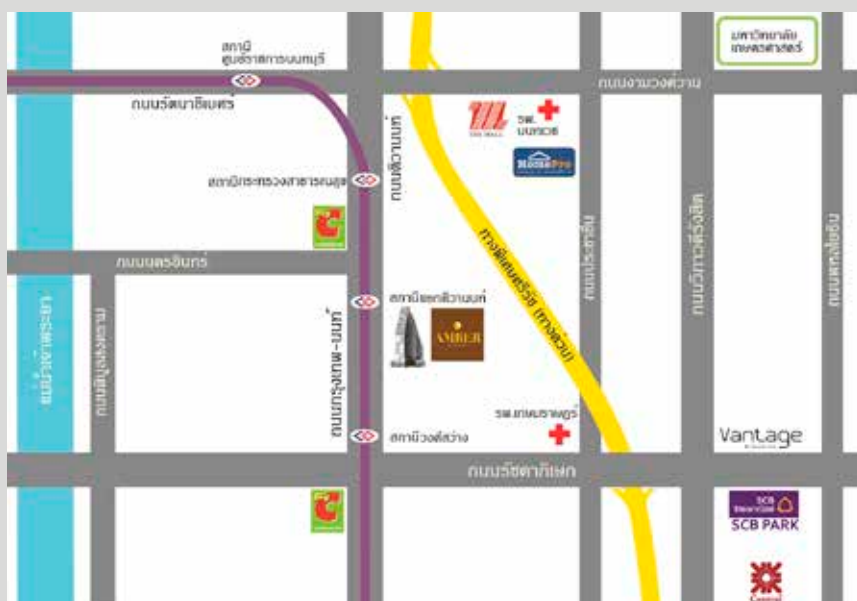 สถานี
ศูนย์ราชการนนทบุรี
มหาวิทยาลัย
เกษตรศาสตร์
ถนนงามวงศ์วาน
ถนนรัตนาธิเบศร์
ถนนติวานนท์
THE MALL
รพ.
นนทเวช
HomePro
สถานีกระทรวงสาธารณสุข
Big C
ถนนนครอินทร์
แม่น้ำเจ้าพระยา
ถนนพิบูลสงคราม
ถนนกรุงเทพ-นนท์
สถานีแยกติวานนท์
AMBER
ทางพิเศษศรีรัช (ทางด่วน)
ถนนประชาชื่น
ถนนวิภาวดีรังสิต
ถนนพหลโยธิน
รพ.เกษมราษฎร์
สถานีวงศ์สว่าง
Vantage
ถนนรัชดาภิเษก
Big C
SCB
ไทยพาณิชย์
SCB PARK
Central